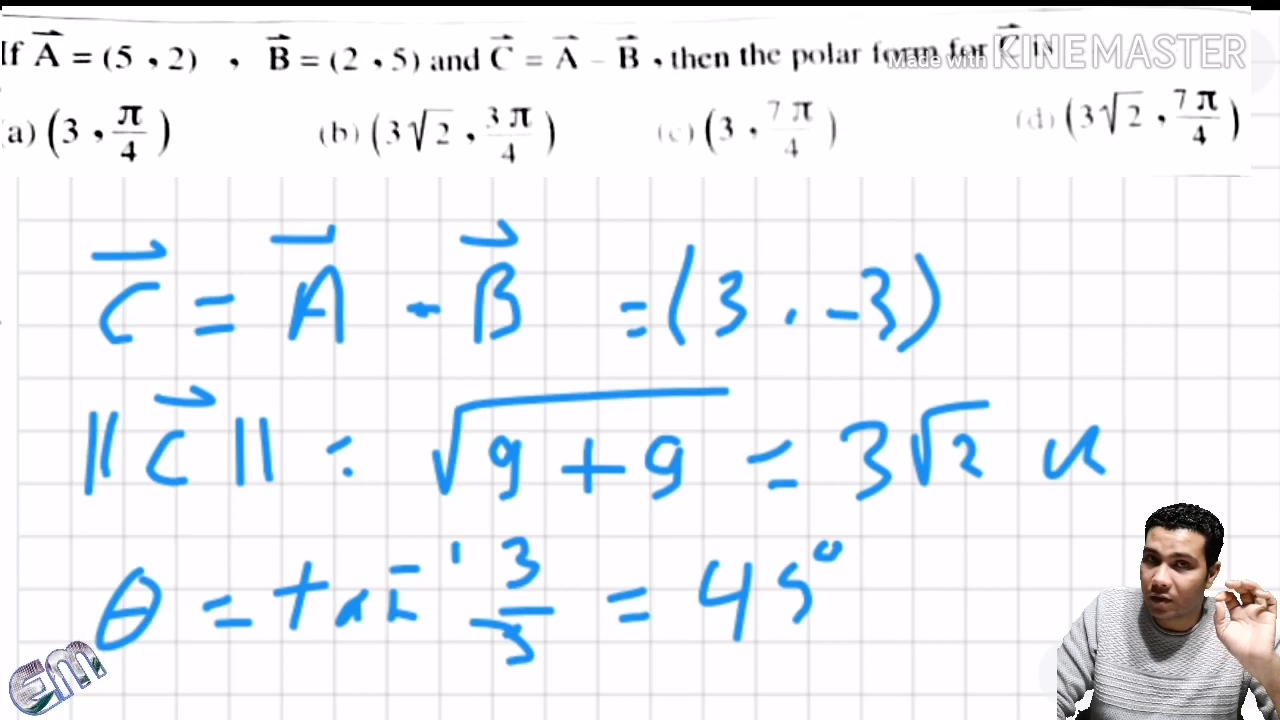 If A⃗ = (5 , 2) , B⃗ = (2 , 5) and C⃗ = A⃗ – B⃗ , then the polar form for C⃗ is
Made with KINEMASTER
(a) (3 , π/4) (b) (3√2 , 3π/4) (c) (3 , 7π/4) (d) (3√2 , 7π/4)
C⃗ = A⃗ - B⃗ = (3 , -3)
||C⃗|| = √9 + 9 = 3√2 u
θ = tan⁻¹ 3/3 = 45°
GM